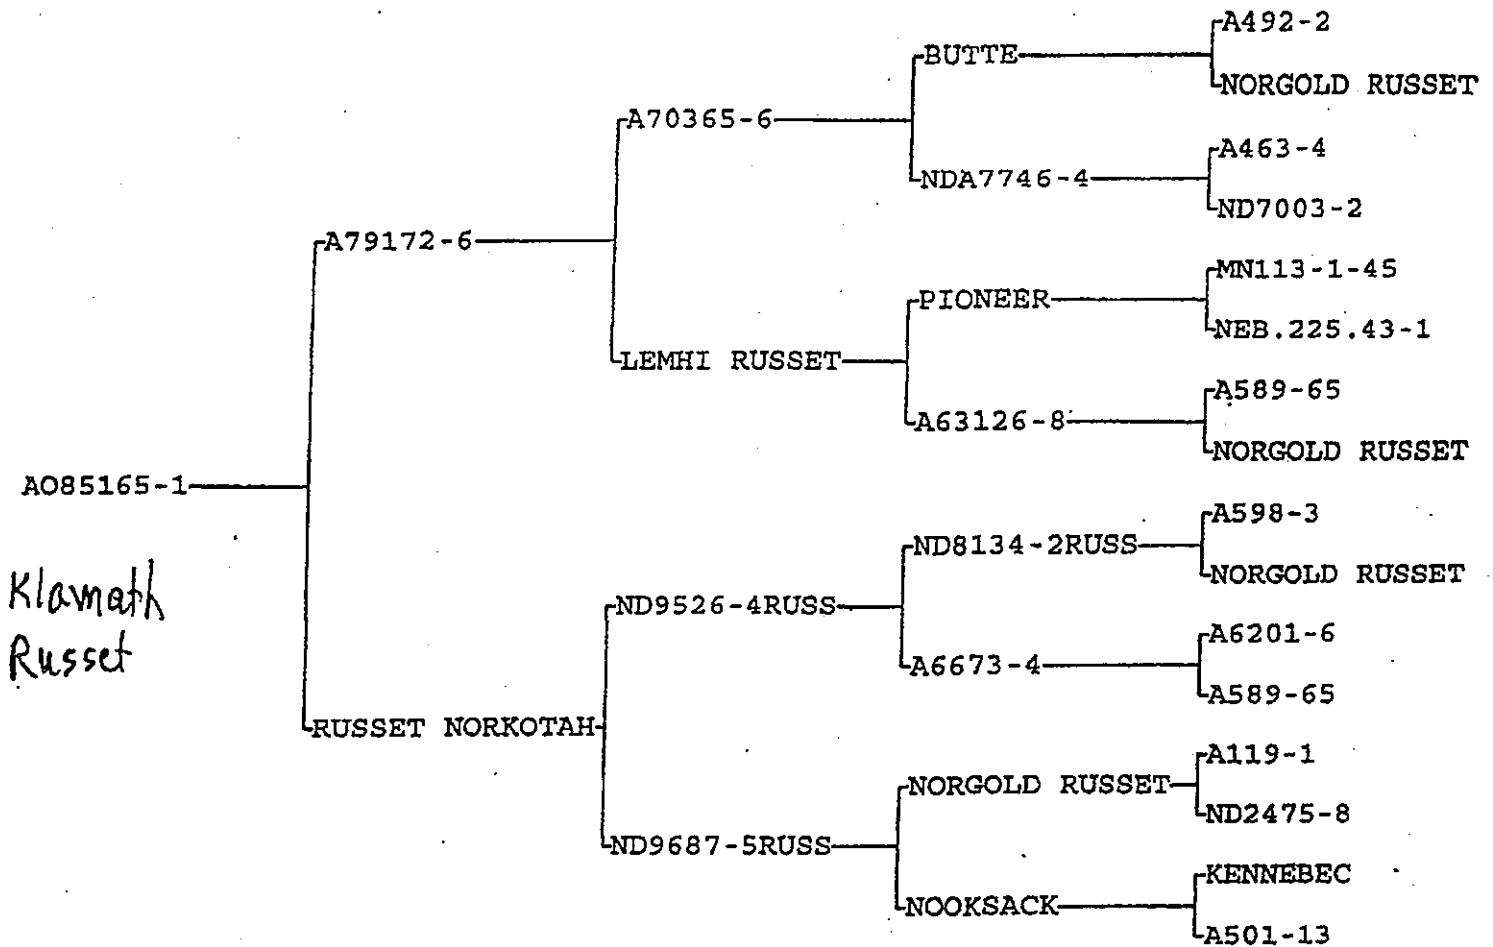 A492-2
BUTTE
NORGOLD RUSSET
A70365-6
A463-4
NDA7746-4
ND7003-2
A79172-6
MN113-1-45
PIONEER
NEB.225.43-1
LEMHI RUSSET
A589-65
A63126-8
NORGOLD RUSSET
AO85165-1
A598-3
ND8134-2RUSS
NORGOLD RUSSET
Klamath
Russet
ND9526-4RUSS
A6201-6
A6673-4
A589-65
RUSSET NORKOTAH
A119-1
NORGOLD RUSSET
ND2475-8
ND9687-5RUSS
KENNEBEC
NOOKSACK
A501-13